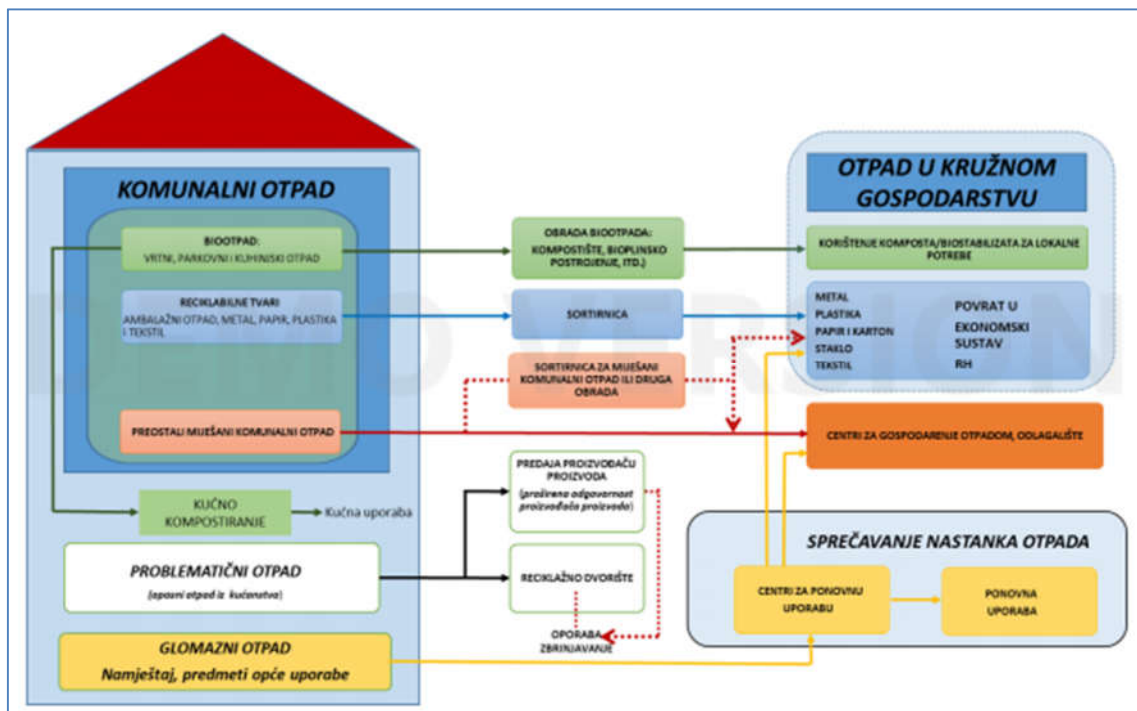 KOMUNALNI OTPAD
BIOOTPAD:
VRTNI, PARKOVNI I KUHINJSKI OTPAD
RECIKLABILNE TVARI
AMBALAŽNI OTPAD, METAL, PAPIR, PLASTIKA
I TEKSTIL
PREOSTALI MIJEŠANI KOMUNALNI OTPAD
KUĆNO
KOMPOSTIRANJE
Kućna uporaba
PROBLEMATIČNI OTPAD
(opasni otpad iz kućanstva)
GLOMAZNI OTPAD
Namještaj, predmeti opće uporabe
OBRADA BIOOTPADA:
KOMPOSTIŠTE, BIOPLINSKO
POSTROJENJE, ITD.)
SORTIRNICA
SORTIRNICA ZA MIJEŠANI
KOMUNALNI OTPAD ILI DRUGA
OBRADA
PREDAJA PROIZVOĐAČU
PROIZVODA
(proširena odgovornost
proizvođača proizvoda)
RECIKLAŽNO DVORIŠTE
OPORABA
ZBRINJAVANJE
OTPAD U KRUŽNOM
GOSPODARSTVU
KORIŠTENJE KOMPOSTA/BIOSTABILIZATA ZA LOKALNE
POTREBE
METAL
PLASTIKA
PAPIR I KARTON
STAKLO
TEKSTIL
POVRAT U
EKONOMSKI
SUSTAV
RH
CENTRI ZA GOSPODARENJE OTPADOM, ODLAGALIŠTE
SPREČAVANJE NASTANKA OTPADA
CENTRI ZA PONOVNU
UPORABU
PONOVNA
UPORABA
DEMO VERSION